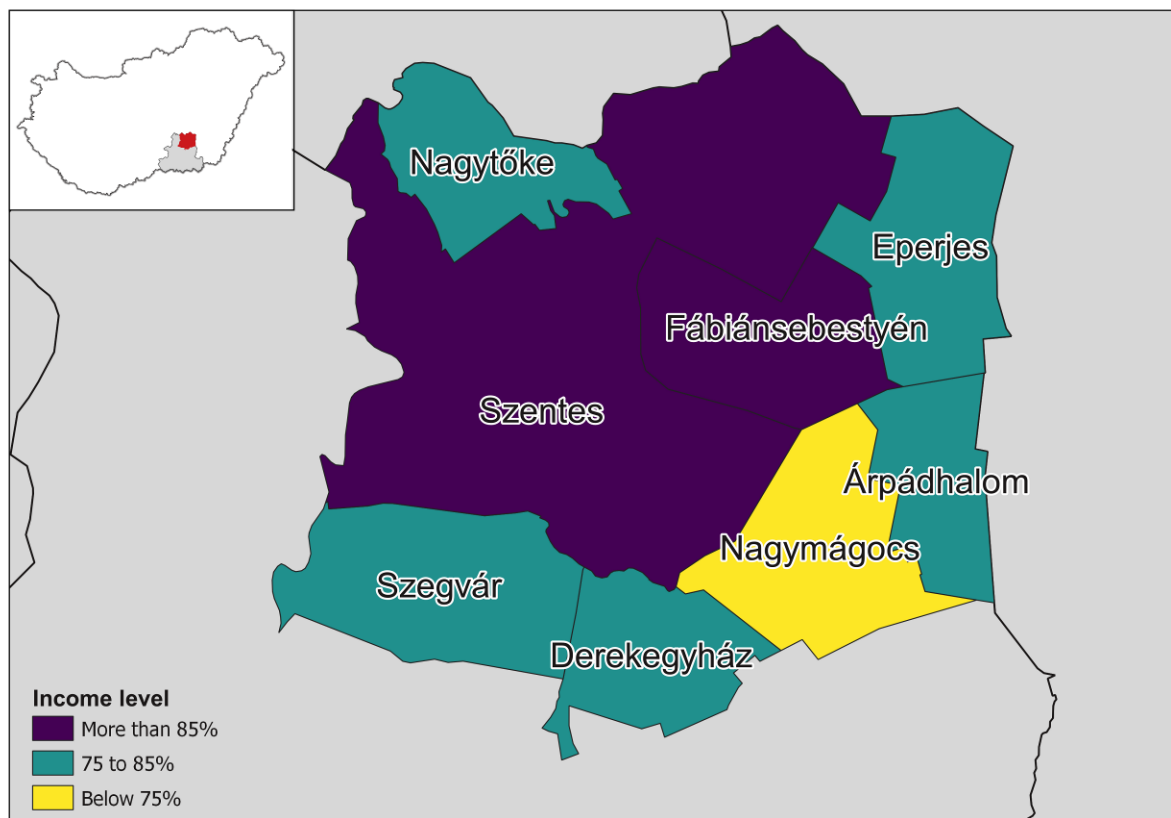 Nagytőke
Eperjes
Fábiánsebestyén
Szentes
Árpádhalom
Nagymágocs
Szegvár
Derekegyház
Income level
More than 85%
75 to 85%
Below 75%